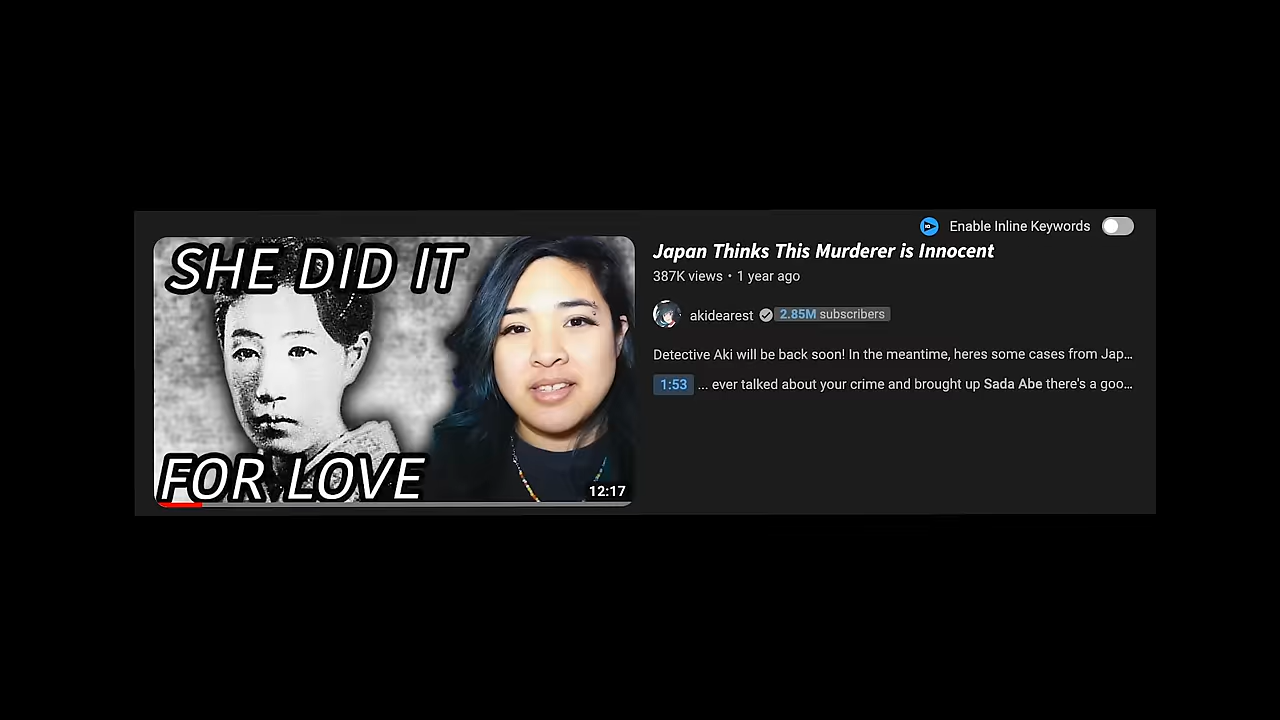 SHE DID IT
FOR LOVE
12:17
Enable Inline Keywords
Japan Thinks This Murderer is Innocent
387K views • 1 year ago
akidearest 2.85M subscribers
Detective Aki will be back soon! In the meantime, heres some cases from Jap...
1:53 ... ever talked about your crime and brought up Sada Abe there's a goo...